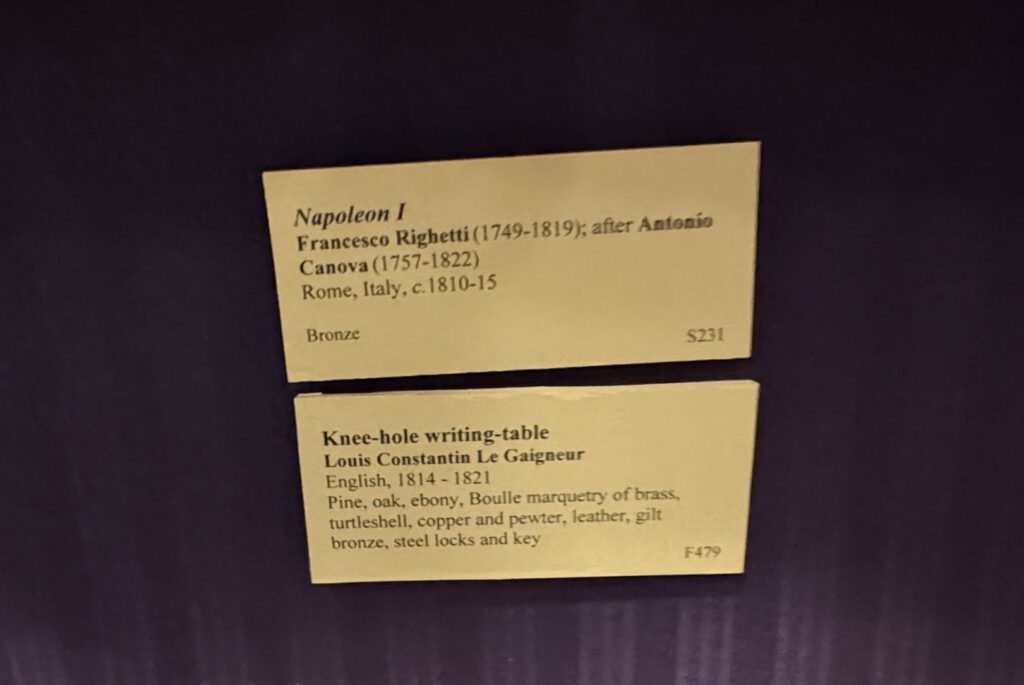 Napoleon I
Francesco Righetti (1749-1819); after Antonio
Canova (1757-1822)
Rome, Italy, c.1810-15
Bronze
S231
Knee-hole writing-table
Louis Constantin Le Gaigneur
English, 1814 - 1821
Pine, oak, ebony, Boulle marquetry of brass,
turtleshell, copper and pewter, leather, gilt
bronze, steel locks and key
F479